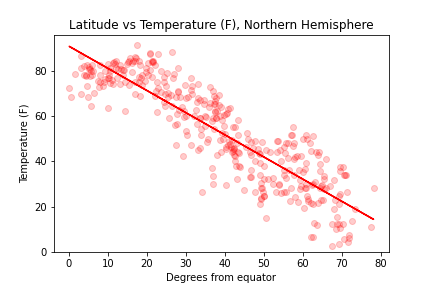 Latitude vs Temperature (F), Northern Hemisphere
80
60
40
20
0
Temperature (F)
0 10 20 30 40 50 60 70 80
Degrees from equator